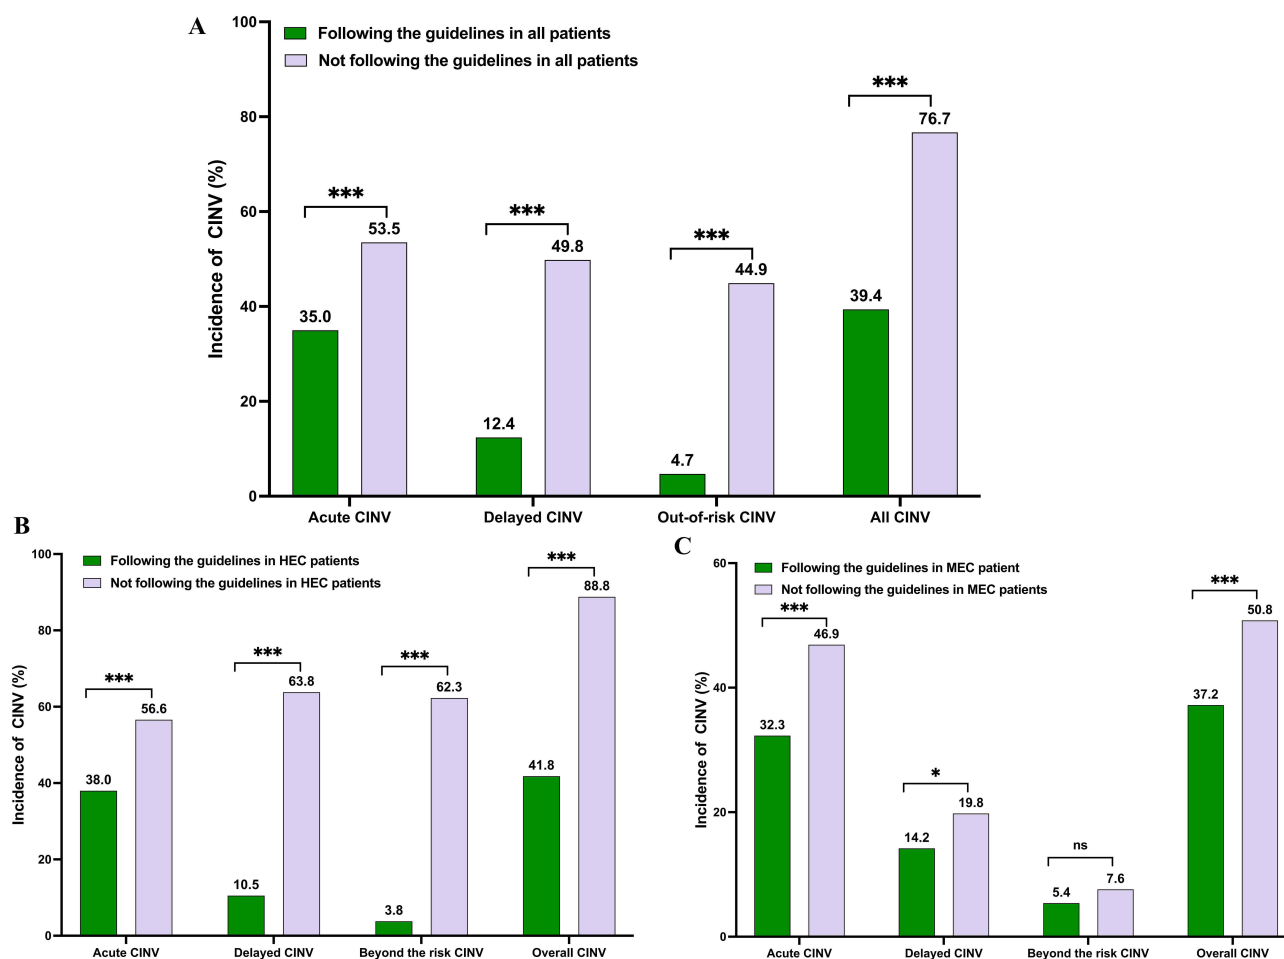 A
Following the guidelines in all patients
Not following the guidelines in all patients
Incidence of CINV (%)
100
80
60
40
20
0
***
***
***
***
35.0
53.5
12.4
49.8
4.7
44.9
39.4
76.7
Acute CINV
Delayed CINV
Out-of-risk CINV
All CINV
B
Following the guidelines in HEC patients
Not following the guidelines in HEC patients
Incidence of CINV (%)
100
80
60
40
20
0
***
***
***
***
38.0
56.6
10.5
63.8
3.8
62.3
41.8
88.8
Acute CINV
Delayed CINV
Beyond the risk CINV
Overall CINV
C
Following the guidelines in MEC patient
Not following the guidelines in MEC patients
Incidence of CINV (%)
60
40
20
0
***
*
ns
***
32.3
46.9
14.2
19.8
5.4
7.6
37.2
50.8
Acute CINV
Delayed CINV
Beyond the risk CINV
Overall CINV